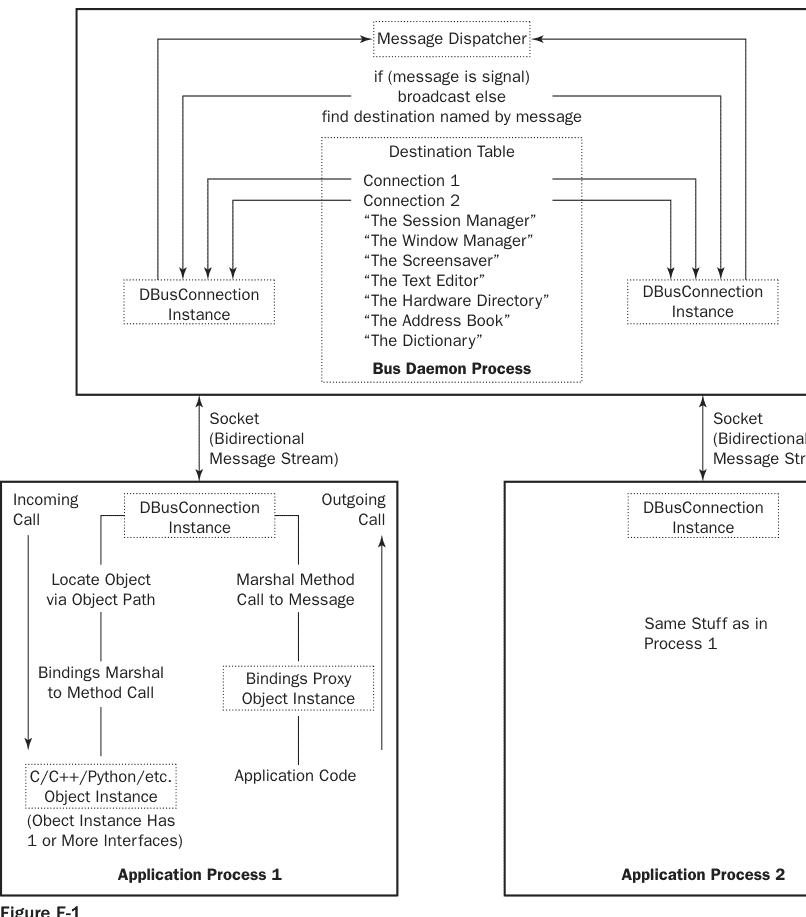 Message Dispatcher
if (message is signal)
broadcast else
find destination named by message
Destination Table
Connection 1
Connection 2
“The Session Manager”
“The Window Manager”
“The Screensaver”
“The Text Editor”
“The Hardware Directory”
“The Address Book”
“The Dictionary”
Bus Daemon Process
DBusConnection
Instance
DBusConnection
Instance
Socket
(Bidirectional
Message Stream)
Socket
(Bidirectional
Message Str
Incoming
Call
DBusConnection
Instance
Outgoing
Call
Locate Object
via Object Path
Marshal Method
Call to Message
Bindings Marshal
to Method Call
Bindings Proxy
Object Instance
C/C++/Python/etc.
Object Instance
Application Code
(Obect Instance Has
1 or More Interfaces)
Application Process 1
DBusConnection
Instance
Same Stuff as in
Process 1
Application Process 2
Figure F-1